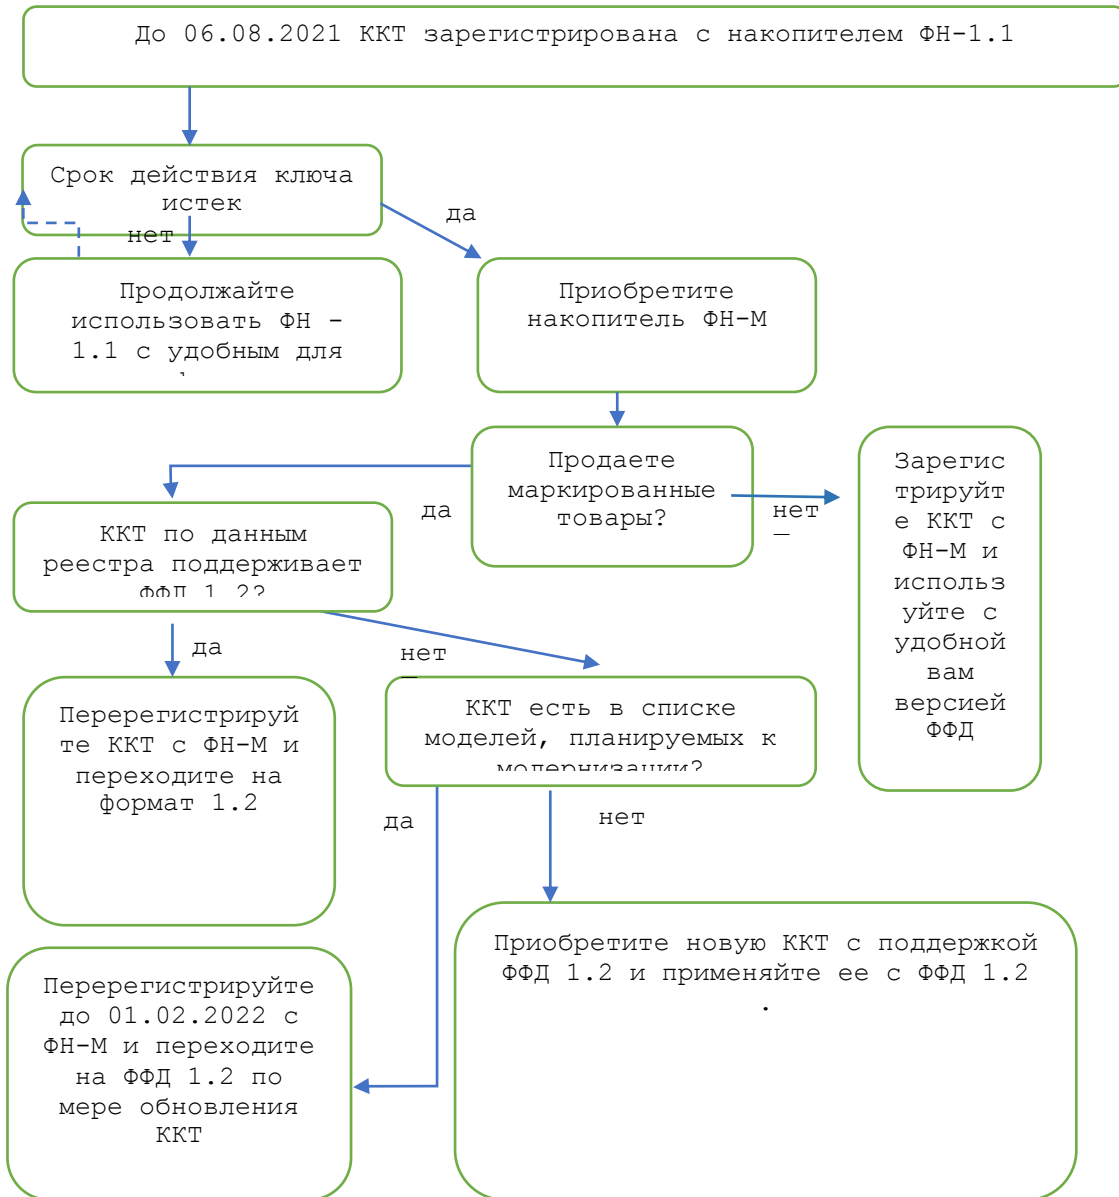 До 06.08.2021 ККТ зарегистрирована с накопителем ФН-1.1
Срок действия ключа
истек
да
нет
Продолжайте
использовать ФН -
1.1 с удобным для
Приобретите
накопитель ФН-М
Продаете
маркированные
товары?
да
нет
Зарегис
трируйт
е ККТ с
ФН-М и
использ
уйте с
удобной
вам
версией
ФФД
ККТ по данным
реестра поддерживает
ФФД 1.2?
да
нет
Перерегистрируй
те ККТ с ФН-М и
переходите на
формат 1.2
ККТ есть в списке
моделей, планируемых к
модернизации?
да
нет
Приобретите новую ККТ с поддержкой
ФФД 1.2 и применяйте ее с ФФД 1.2
.
Перерегистрируйте
до 01.02.2022 с
ФН-М и переходите
на ФФД 1.2 по
мере обновления
ККТ